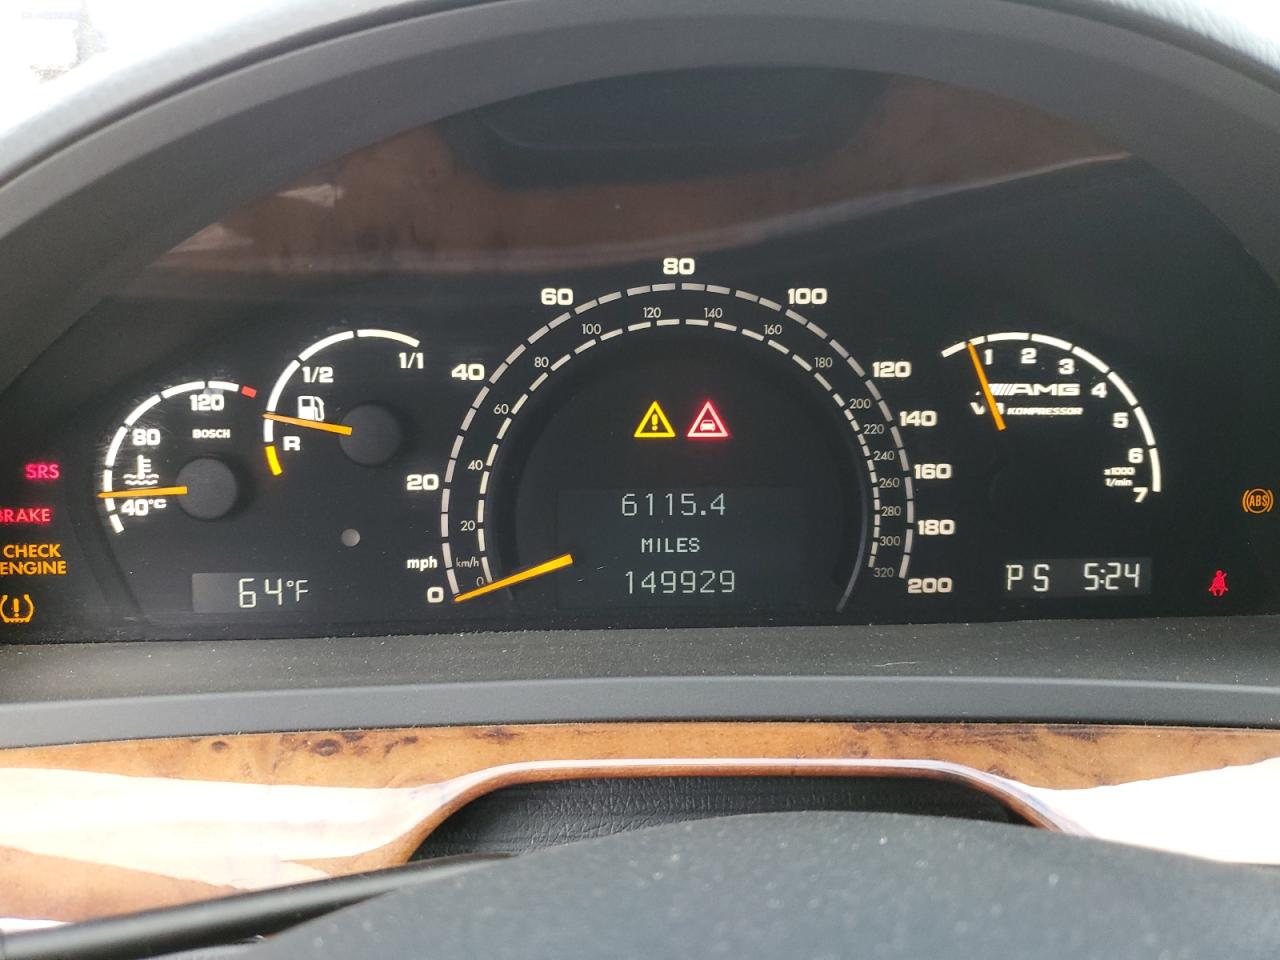 80
60
100
120
140
100
160
1/1
80
180
1/2
40
120
1 2 3 4 5 6 7
AMG
V8 KOMPRESSOR
x1000
1/min
60
200
140
120
BOSCH
R
220
80
240
SRS
40
160
260
40°C
20
6115.4
280
ABS
BRAKE
20
180
MILES
300
CHECK
ENGINE
mph
km/h
320
0
0
149929
200
64°F
P S 5:24